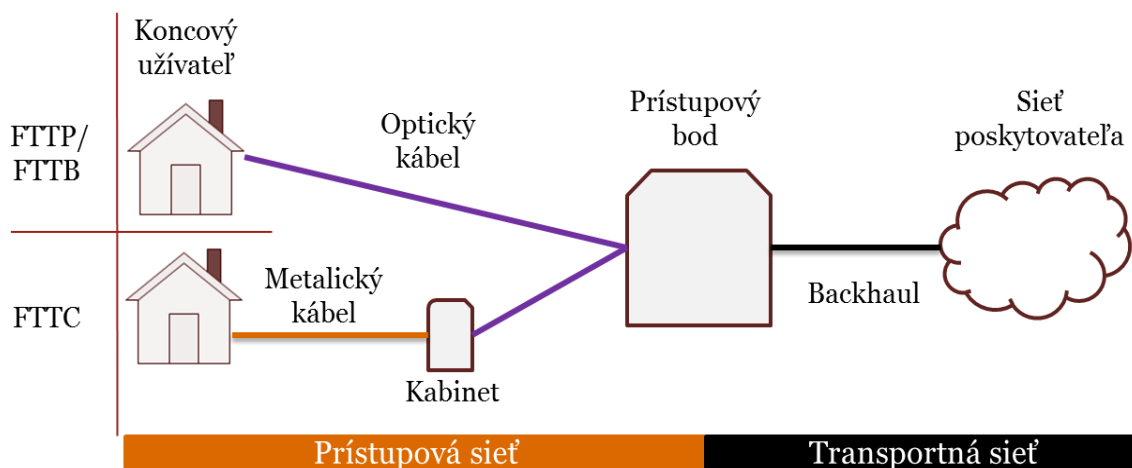 Koncový
užívateľ
FTTP/
FTTB
Optický
kábel
Prístupový
bod
Sieť
poskytovateľa
FTTC
Metalický
kábel
Kabinet
Backhaul
Prístupová sieť
Transportná sieť